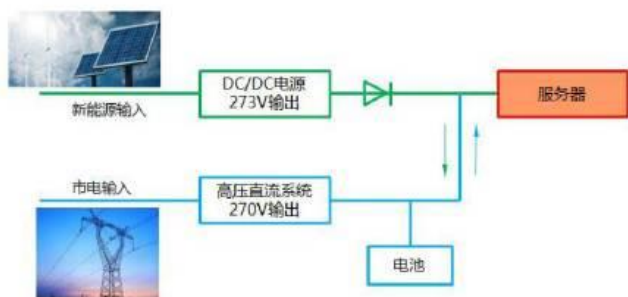 DC/DC电源
273V输出
服务器
新能源输入
市电输入
高压直流系统
270V输出
电池